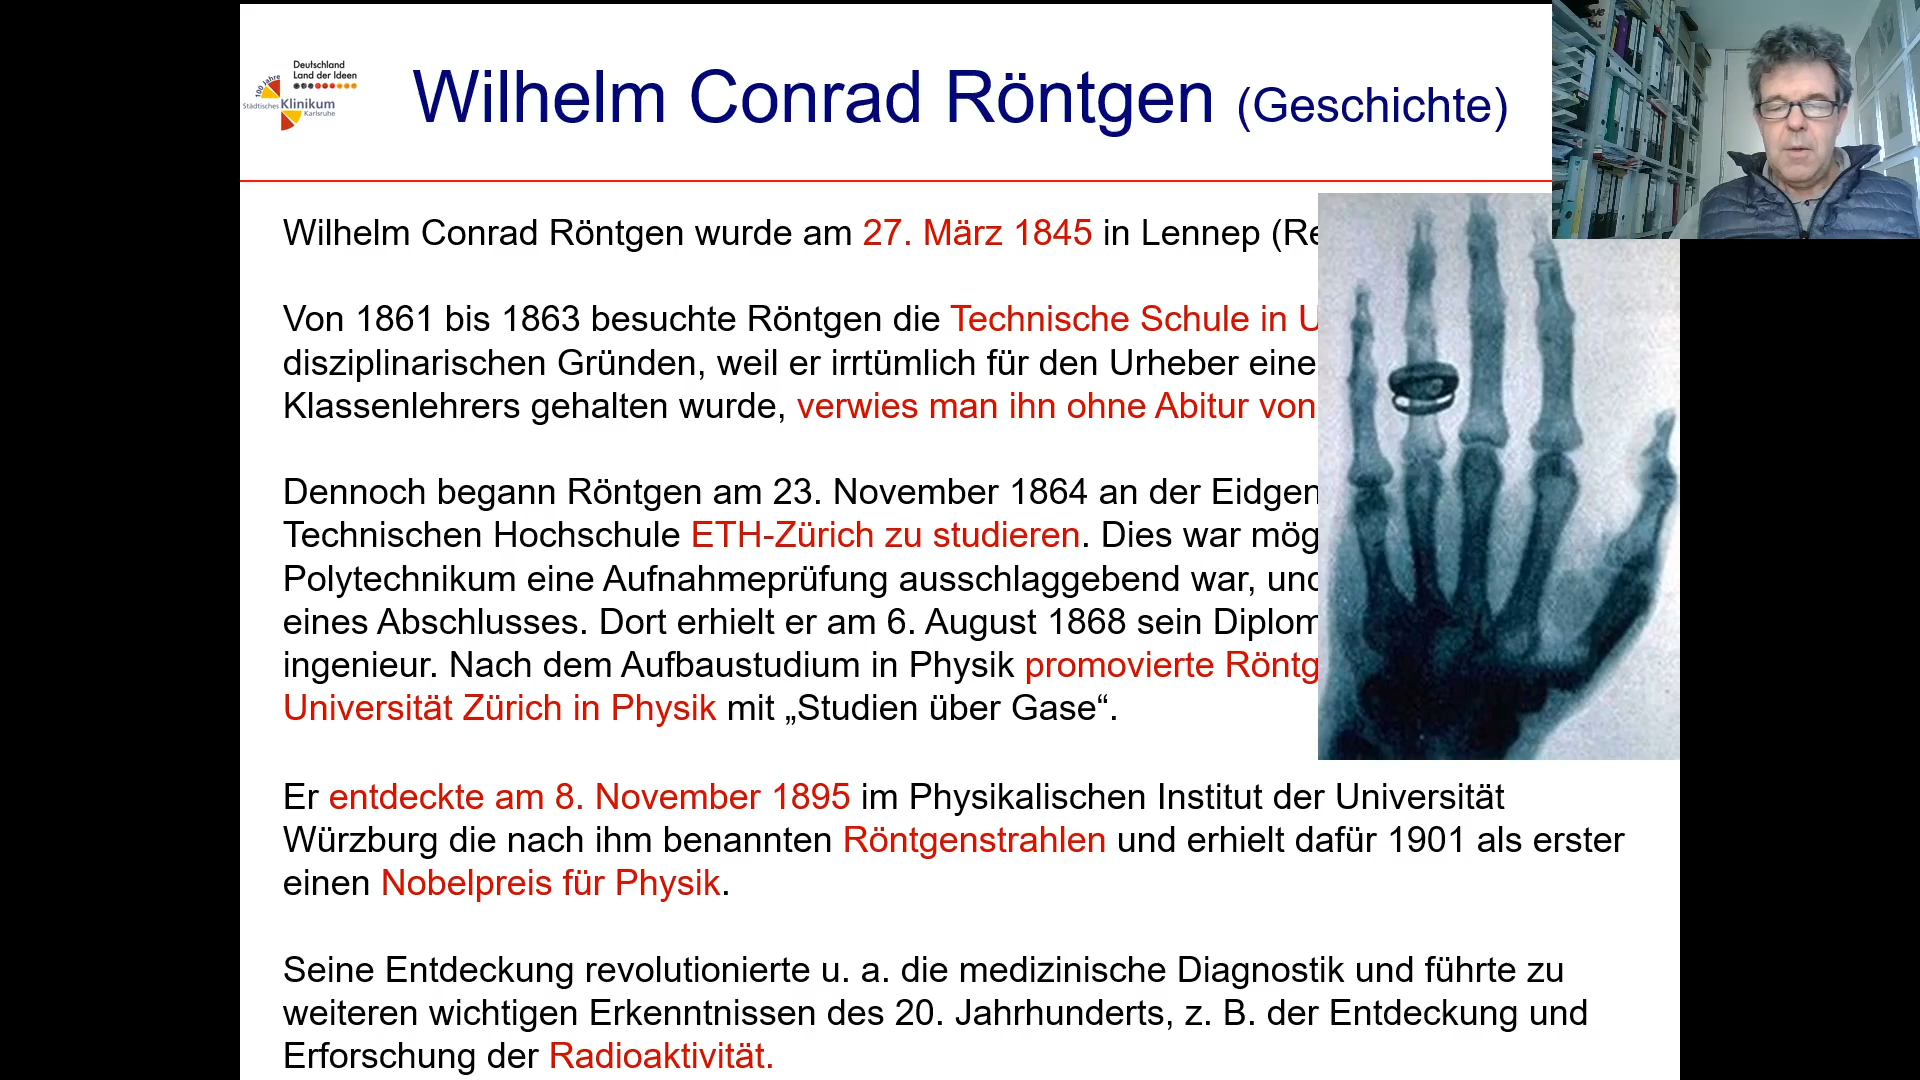 Deutschland
Land der Ideen
100 Jahre
Städtisches Klinikum
Karlsruhe
Wilhelm Conrad Röntgen (Geschichte)
Wilhelm Conrad Röntgen wurde am 27. März 1845 in Lennep (Re
Von 1861 bis 1863 besuchte Röntgen die Technische Schule in U
disziplinarischen Gründen, weil er irrtümlich für den Urheber eine
Klassenlehrers gehalten wurde, verwies man ihn ohne Abitur von
Dennoch begann Röntgen am 23. November 1864 an der Eidgen
Technischen Hochschule ETH-Zürich zu studieren. Dies war mög
Polytechnikum eine Aufnahmeprüfung ausschlaggebend war, und
eines Abschlusses. Dort erhielt er am 6. August 1868 sein Diplom
ingenieur. Nach dem Aufbaustudium in Physik promovierte Röntg
Universität Zürich in Physik mit „Studien über Gase“.
Er entdeckte am 8. November 1895 im Physikalischen Institut der Universität
Würzburg die nach ihm benannten Röntgenstrahlen und erhielt dafür 1901 als erster
einen Nobelpreis für Physik.
Seine Entdeckung revolutionierte u. a. die medizinische Diagnostik und führte zu
weiteren wichtigen Erkenntnissen des 20. Jahrhunderts, z. B. der Entdeckung und
Erforschung der Radioaktivität.